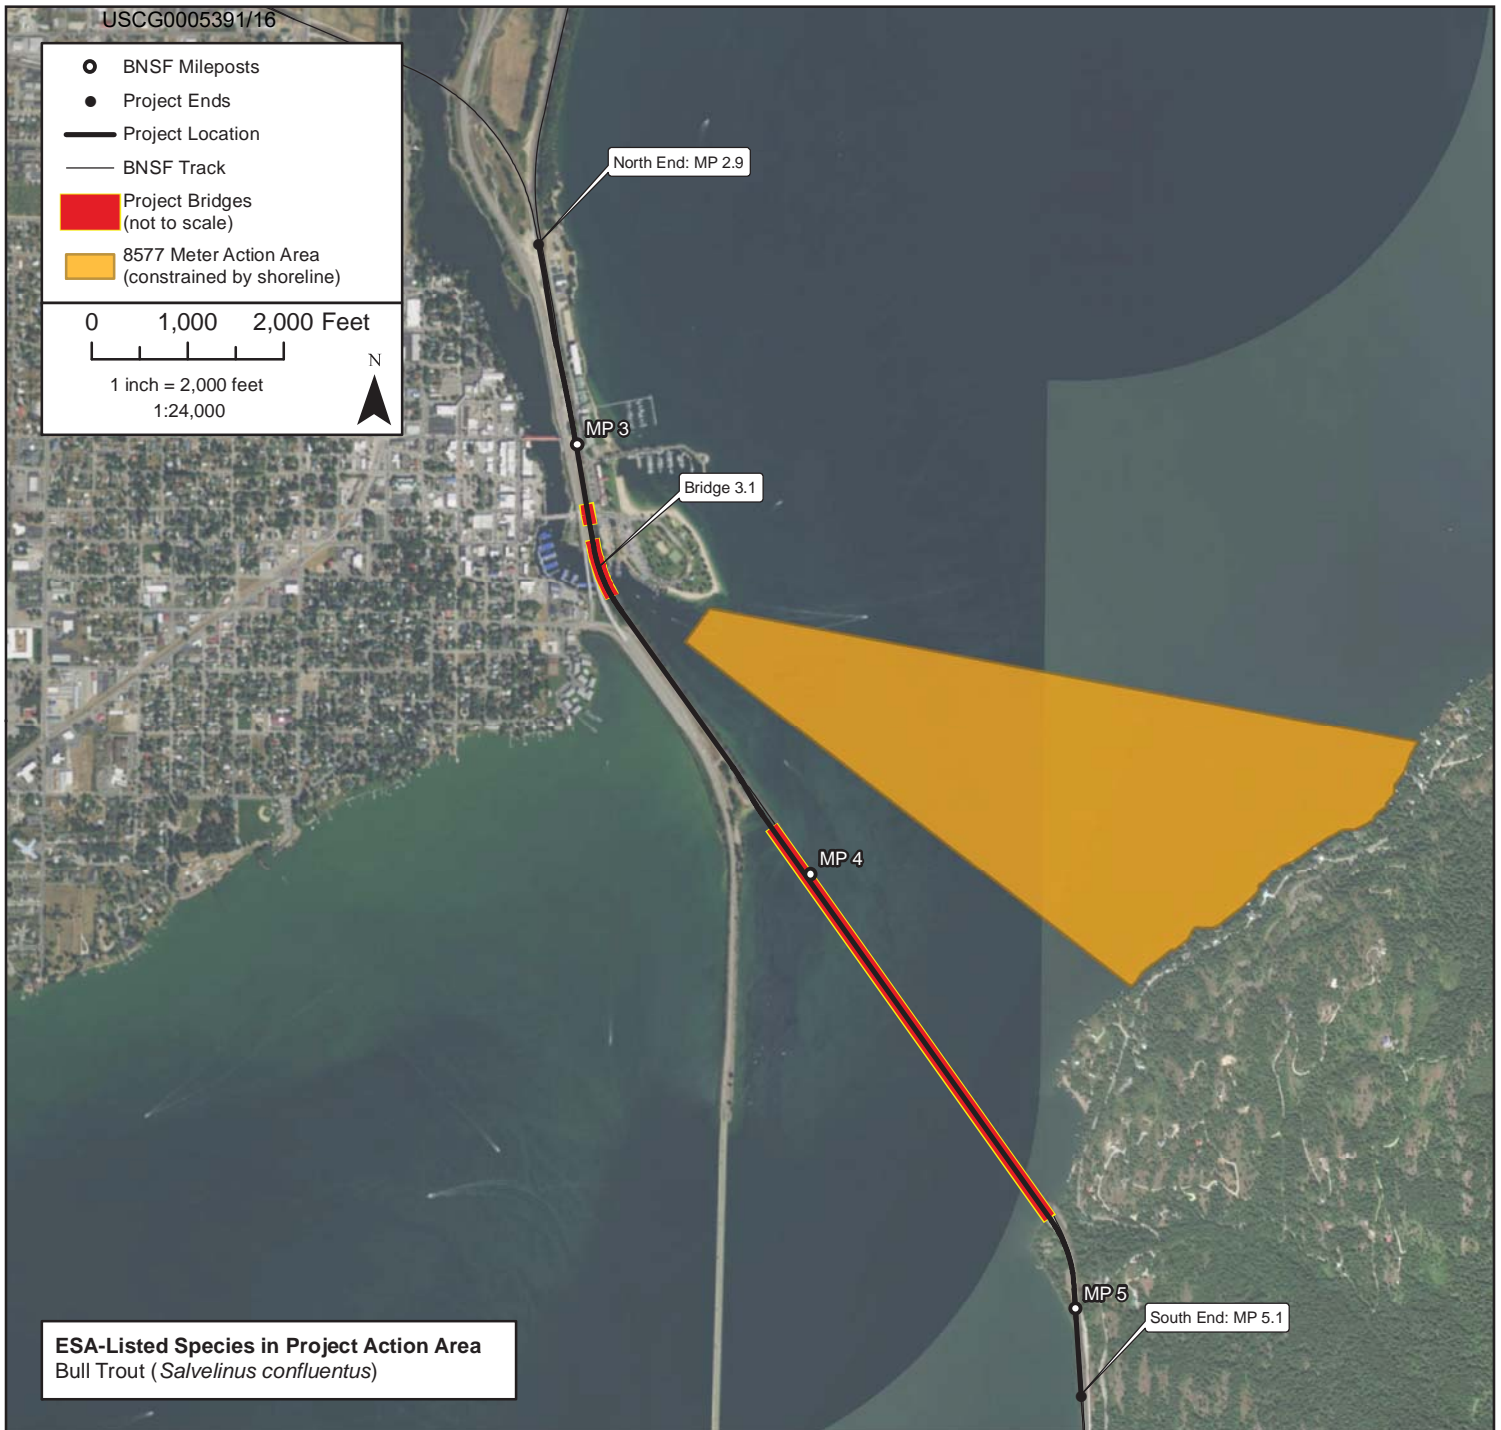 USCG0005391/16
BNSF Mileposts
Project Ends
Project Location
BNSF Track
Project Bridges
(not to scale)
8577 Meter Action Area
(constrained by shoreline)
0 1,000 2,000 Feet
1 inch = 2,000 feet
1:24,000
N
North End: MP 2.9
MP 3
Bridge 3.1
MP 4
MP 5
South End: MP 5.1
ESA-Listed Species in Project Action Area
Bull Trout (Salvelinus confluentus)